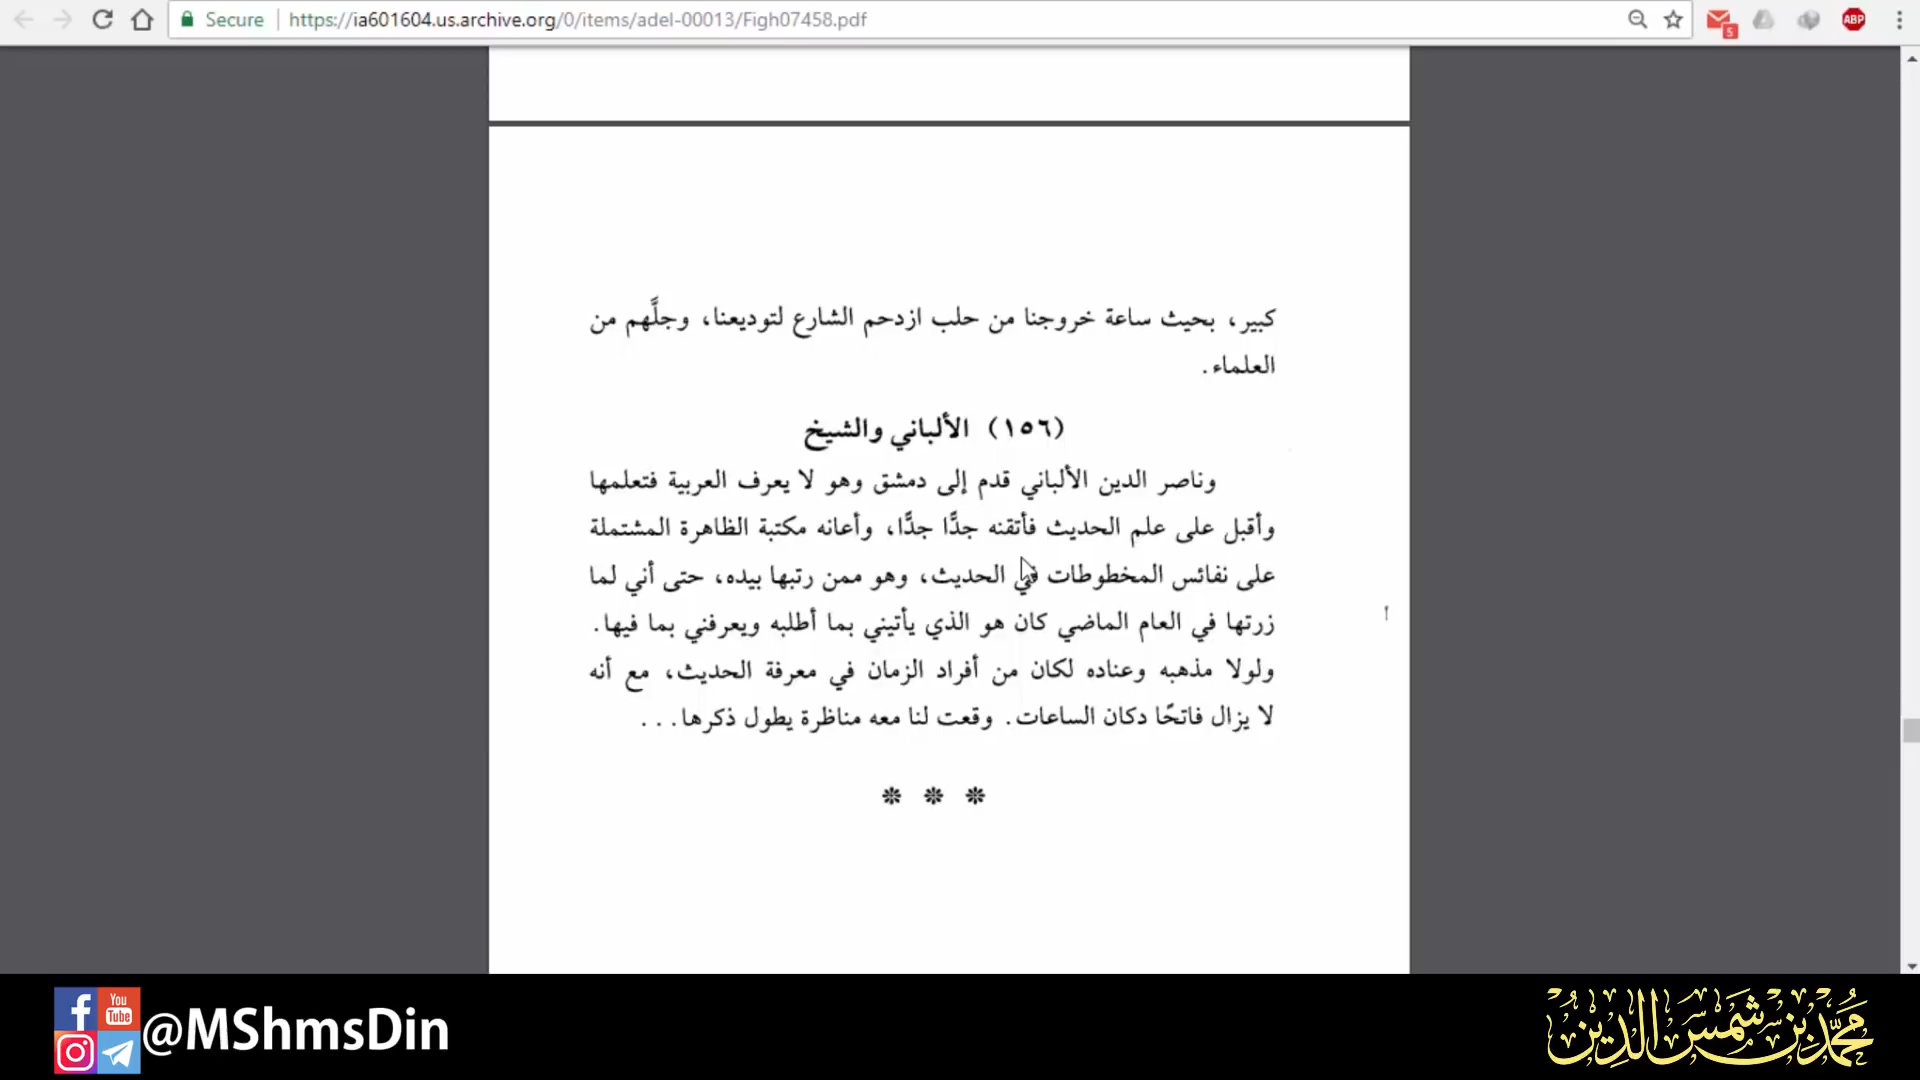 Secure
https://ia601604.us.archive.org/0/items/adel-00013/Figh07458.pdf
5
ABP
كبير، بحيث ساعة خروجنا من حلب ازدحم الشارع لتوديعنا، وجلَّهم من
العلماء.
(١٥٦) الألباني والشيخ
وناصر الدين الألباني قدم إلى دمشق وهو لا يعرف العربية فتعلمها
وأقبل على علم الحديث فأتقنه جدًّا جدًّا، وأعانه مكتبة الظاهرة المشتملة
على نفائس المخطوطات في الحديث، وهو ممن رتبها بيده، حتى أني لما
زرتها في العام الماضي كان هو الذي يأتيني بما أطلبه ويعرفني بما فيها.
ولولا مذهبه وعناده لكان من أفراد الزمان في معرفة الحديث، مع أنه
لا يزال فاتحًا دكان الساعات. وقعت لنا معه مناظرة يطول ذكرها...
You Tube
@MShmsDin
محمد بن شمس الدين